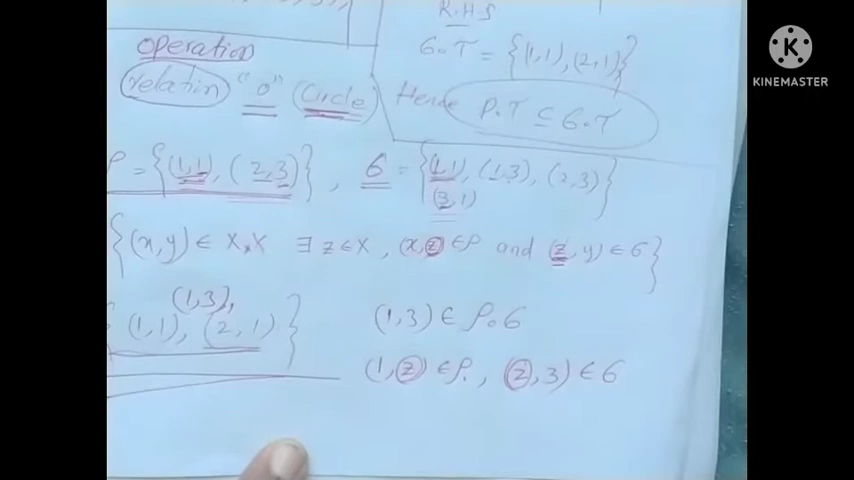 R.H.S
σ∘τ = {(1,1), (2,1)}
operation
relation "o" (Circle)
Hence ρ∘τ ⊆ σ∘τ
ρ = {(1,1), (2,3)}, σ = {(1,1), (1,3), (2,3)
(3,1)}
{(x,y) ∈ X×X ∃ z ∈ X, (x,z) ∈ ρ and (z,y) ∈ σ}
(1,3),
(1,1), (2,1)}
(1,3) ∈ ρ∘σ
(1,z) ∈ ρ, (z,3) ∈ σ
KINEMASTER